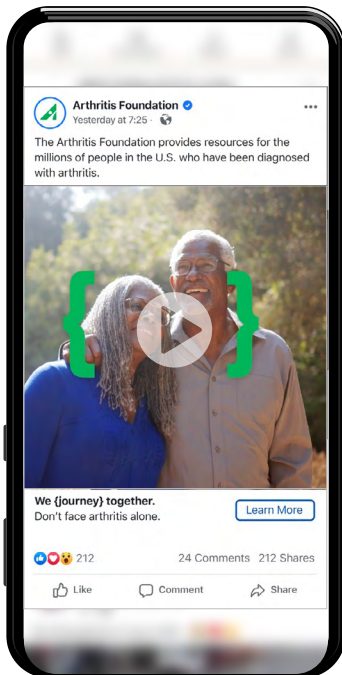 Arthritis Foundation
Yesterday at 7:25 ·
The Arthritis Foundation provides resources for the
millions of people in the U.S. who have been diagnosed
with arthritis.
{ }
We {journey} together.
Don't face arthritis alone.
Learn More
212
24 Comments 212 Shares
Like Comment Share